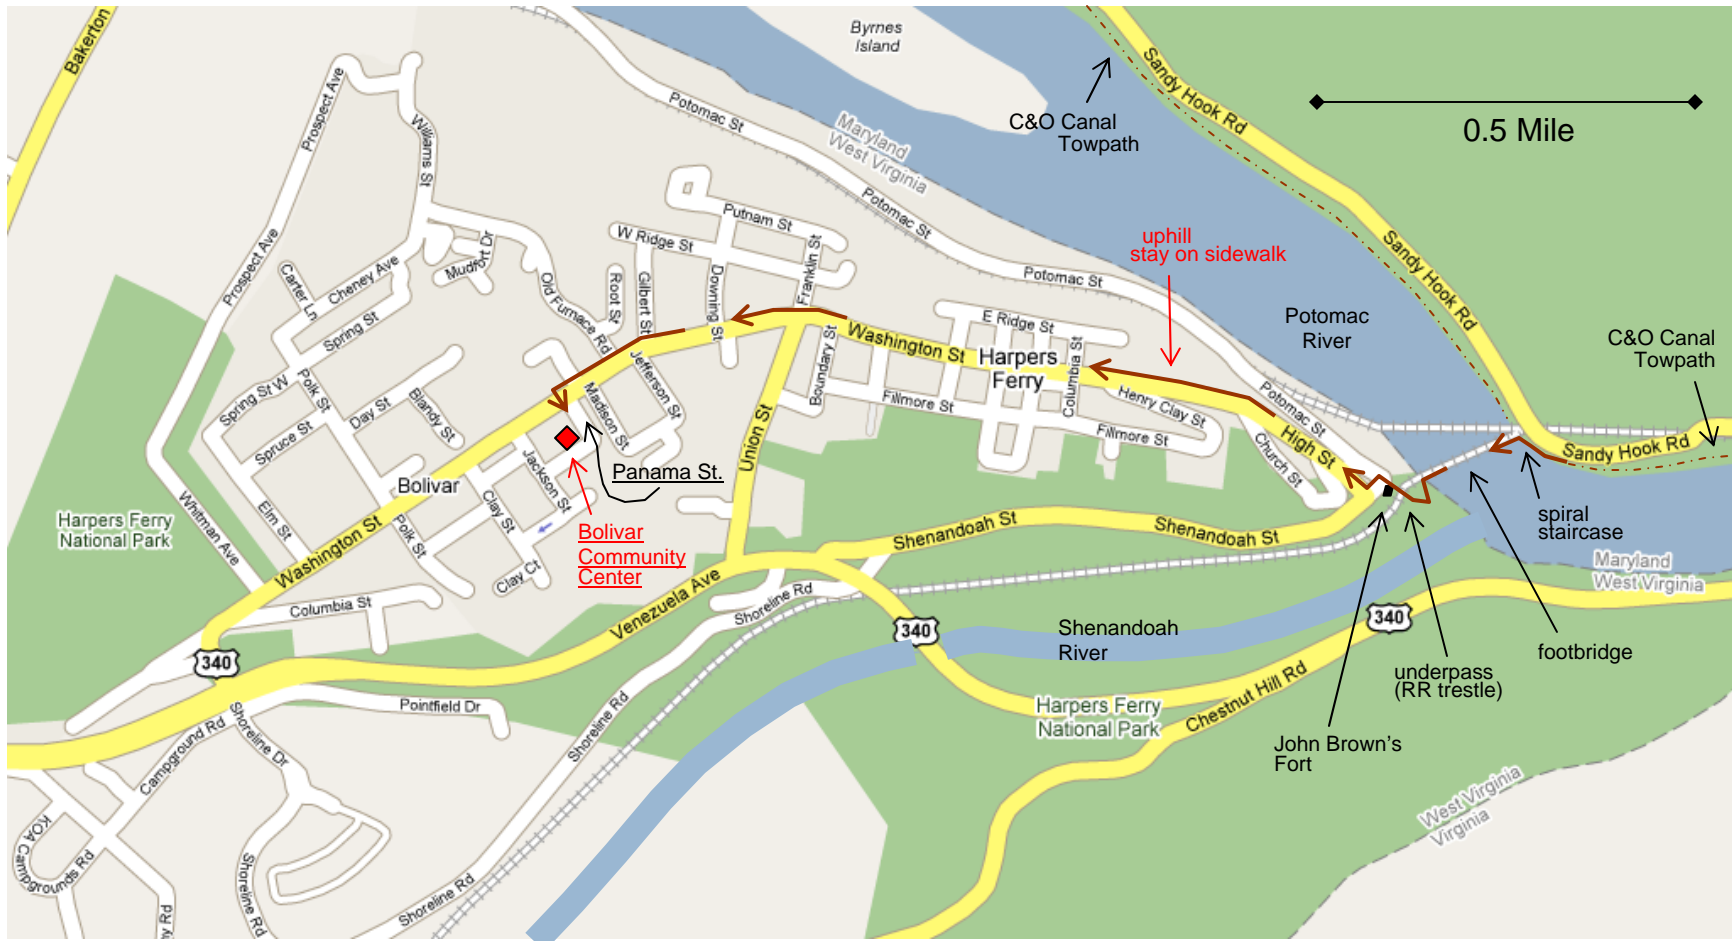 Bakerton
Byrnes
Island
Sandy Hook Rd
C&O Canal
Towpath
0.5 Mile
Prospect Ave
Williams St
Potomac St
Maryland
West Virginia
Potomac St
Putnam St
W Ridge St
Franklin St
uphill
stay on sidewalk
Sandy Hook Rd
Prospect Ave
Carter Ln
Cheney Ave
Mudfort Dr
Old Furnace Rd
Root St
Gilbert St
Downing St
Potomac St
Potomac
River
C&O Canal
Towpath
Spring St
E Ridge St
Washington St
Harpers
Ferry
Columbia St
Boundary St
Jefferson St
Madison St
Spring St W
Polk St
Day St
Blandy St
Fillmore St
Henry Clay St
Potomac St
Fillmore St
High St
Church St
Sandy Hook Rd
Spruce St
Union St
Panama St.
Jackson St
Bolivar
Whitman Ave
Elm St
Clay St
Polk St
Harpers Ferry
National Park
Washington St
Bolivar
Community
Center
Shenandoah St
Shenandoah St
spiral
staircase
Maryland
West Virginia
Clay Ct
Columbia St
Venezuela Ave
Shoreline Rd
340
340
340
Shenandoah
River
footbridge
underpass
(RR trestle)
Harpers Ferry
National Park
Chestnut Hill Rd
John Brown's
Fort
Pointfield Dr
Shoreline Dr
Campground Rd
Shoreline Rd
West Virginia
Virginia
KOA Campgrounds Rd
Shoreline Rd
Shoreline Rd